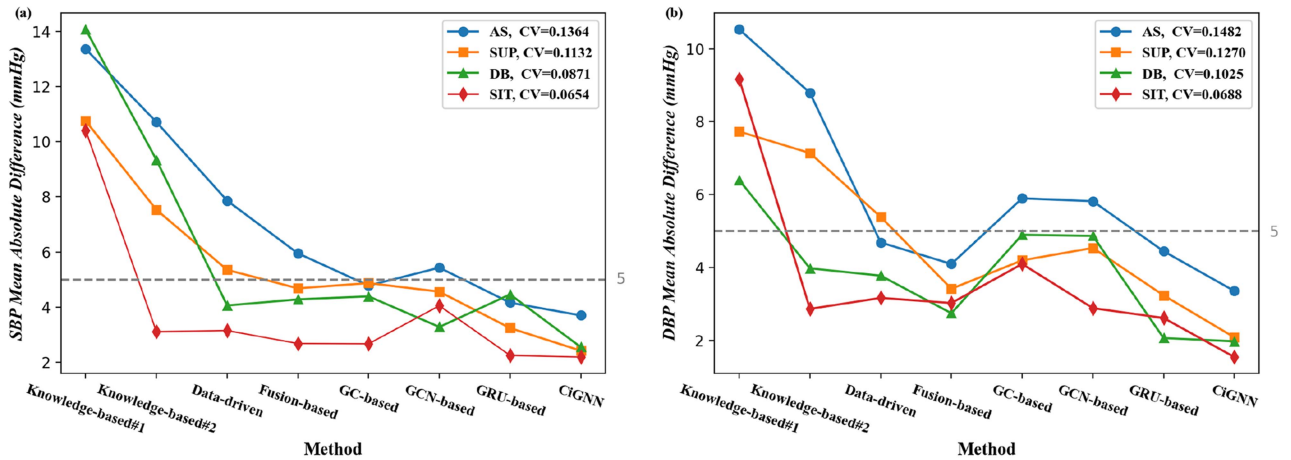 (a)
SBP Mean Absolute Difference (mmHg)
14
12
10
8
6
4
2
AS, CV=0.1364
SUP, CV=0.1132
DB, CV=0.0871
SIT, CV=0.0654
5
Knowledge-based#1
Knowledge-based#2
Data-driven
Fusion-based
GC-based
GCN-based
GRU-based
CiGNN
Method
(b)
DBP Mean Absolute Difference (mmHg)
10
8
6
4
2
AS, CV=0.1482
SUP, CV=0.1270
DB, CV=0.1025
SIT, CV=0.0688
5
Knowledge-based#1
Knowledge-based#2
Data-driven
Fusion-based
GC-based
GCN-based
GRU-based
CiGNN
Method